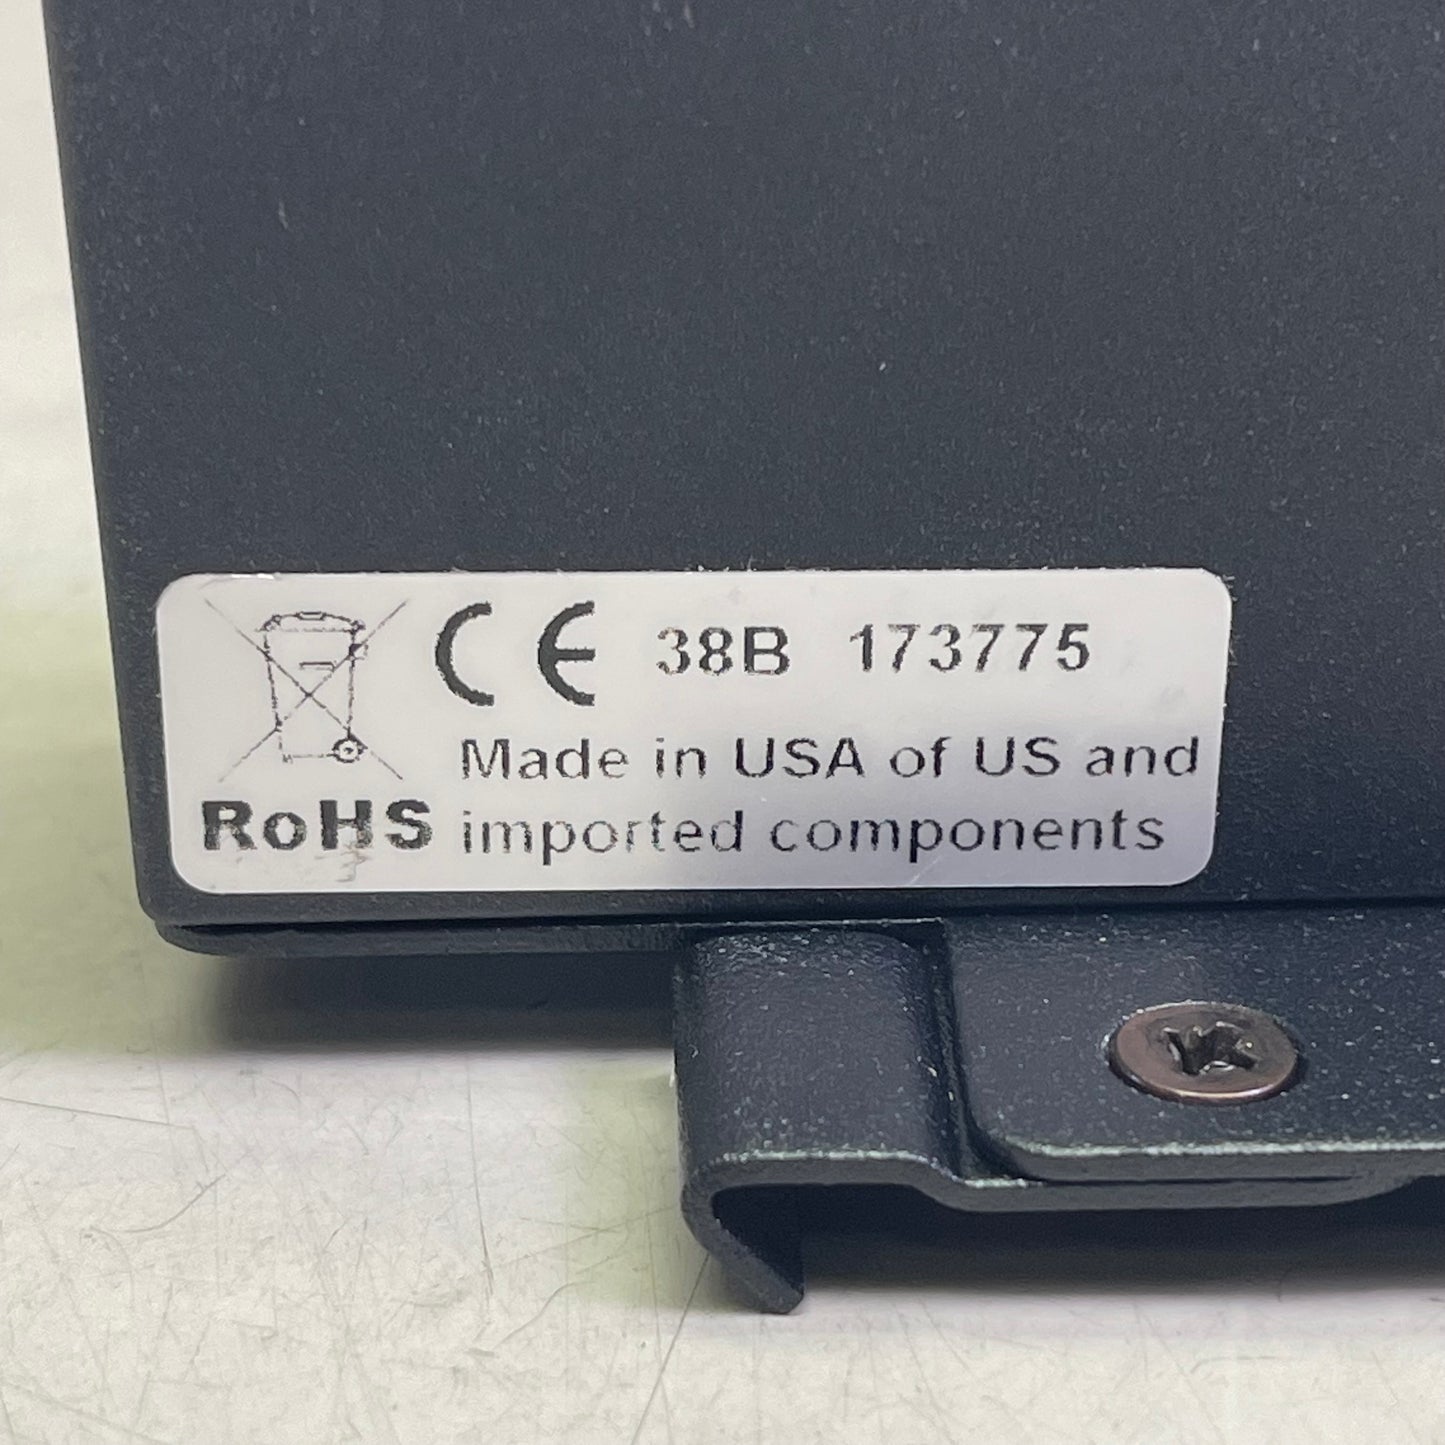 CE 38B 173775
Made in USA of US and
RoHS imported components